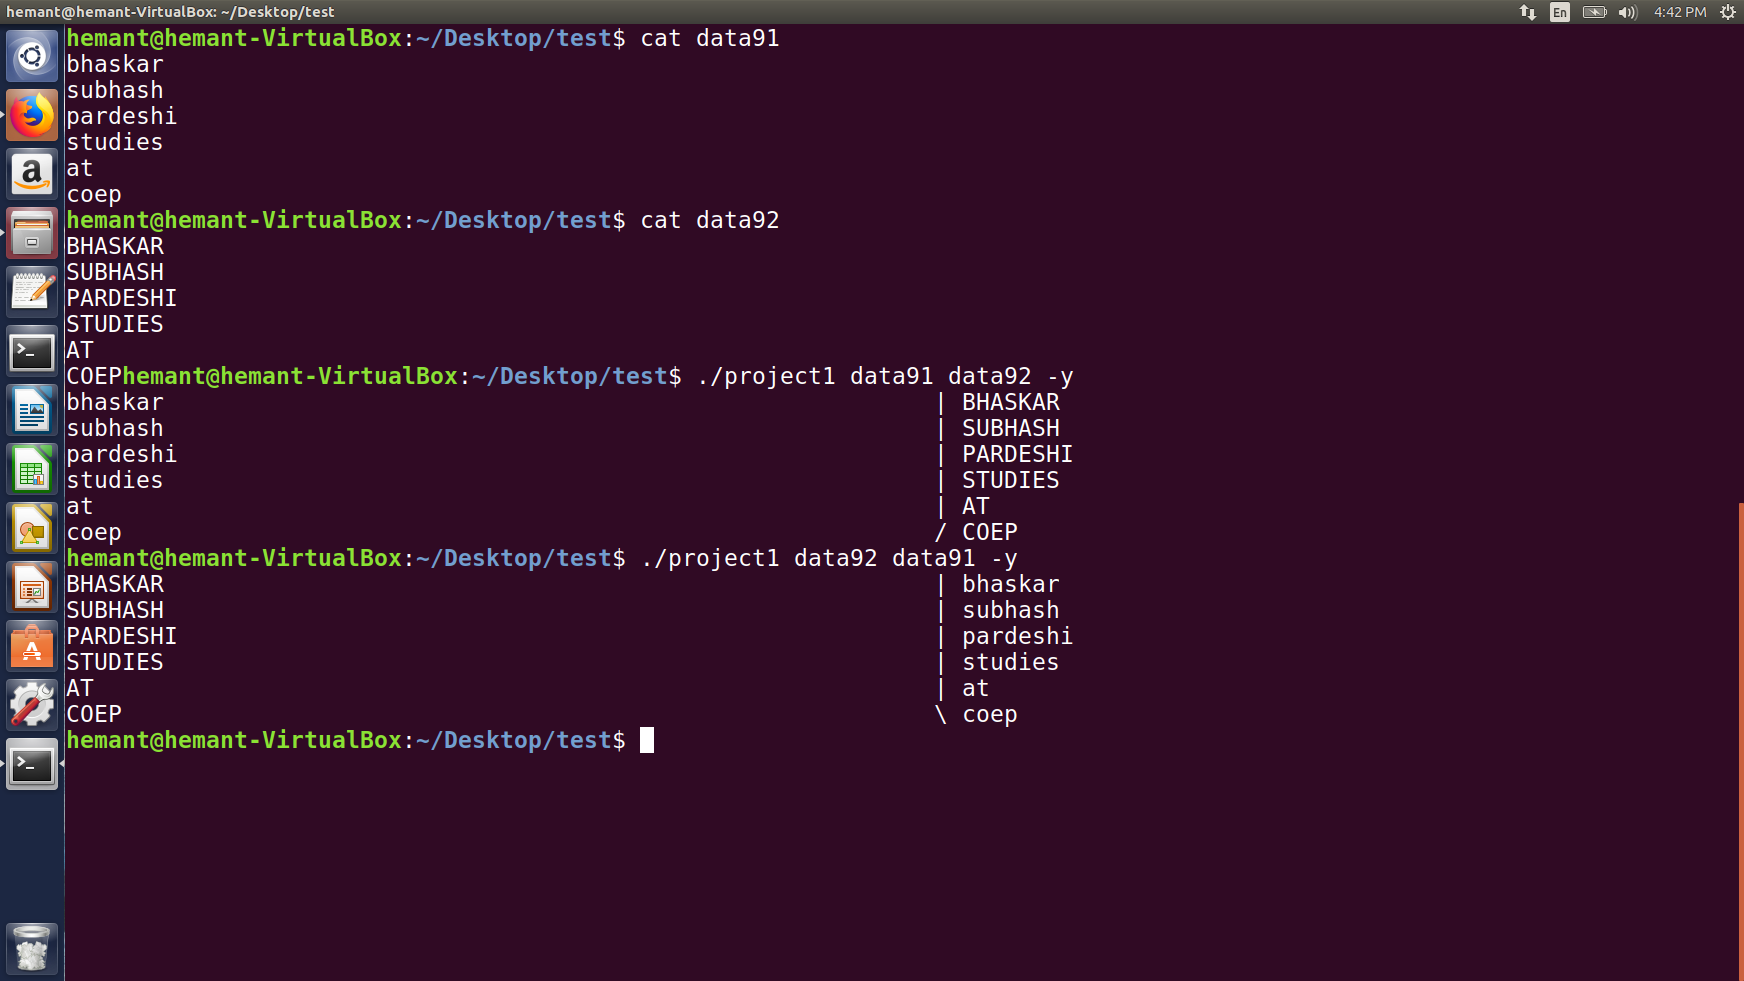 hemant@hemant-VirtualBox: ~/Desktop/test
En
4:42 PM
hemant@hemant-VirtualBox:~/Desktop/test$ cat data91
bhaskar
subhash
pardeshi
studies
at
coep
hemant@hemant-VirtualBox:~/Desktop/test$ cat data92
BHASKAR
SUBHASH
PARDESHI
STUDIES
AT
COEPhemant@hemant-VirtualBox:~/Desktop/test$ ./project1 data91 data92 -y
bhaskar | BHASKAR
subhash | SUBHASH
pardeshi | PARDESHI
studies | STUDIES
at | AT
coep / COEP
hemant@hemant-VirtualBox:~/Desktop/test$ ./project1 data92 data91 -y
BHASKAR | bhaskar
SUBHASH | subhash
PARDESHI | pardeshi
STUDIES | studies
AT | at
COEP \ coep
hemant@hemant-VirtualBox:~/Desktop/test$